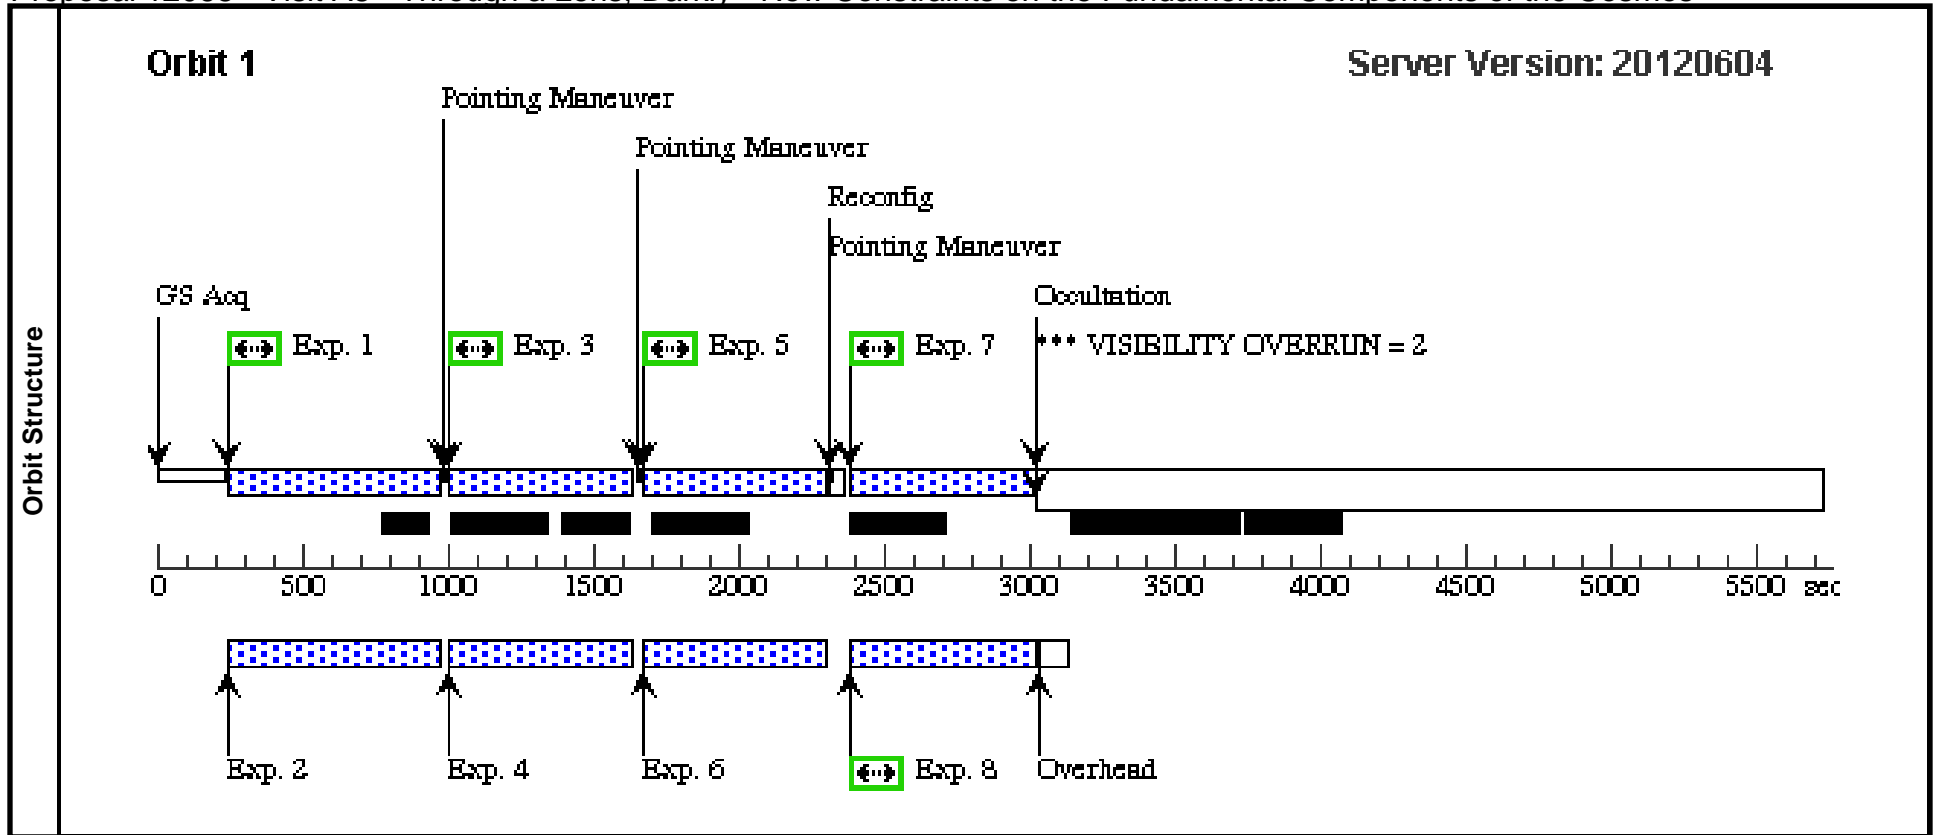 Orbit 1
Server Version: 20120604
Pointing Maneuver
Pointing Maneuver
Reconfig
Pointing Maneuver
GS Acq
Occultation
Exp. 1
Exp. 3
Exp. 5
Exp. 7
*** VISIBILITY OVERRUN = 2
Orbit Structure
0 500 1000 1500 2000 2500 3000 3500 4000 4500 5000 5500 sec
Exp. 2
Exp. 4
Exp. 6
Exp. 8
Overhead